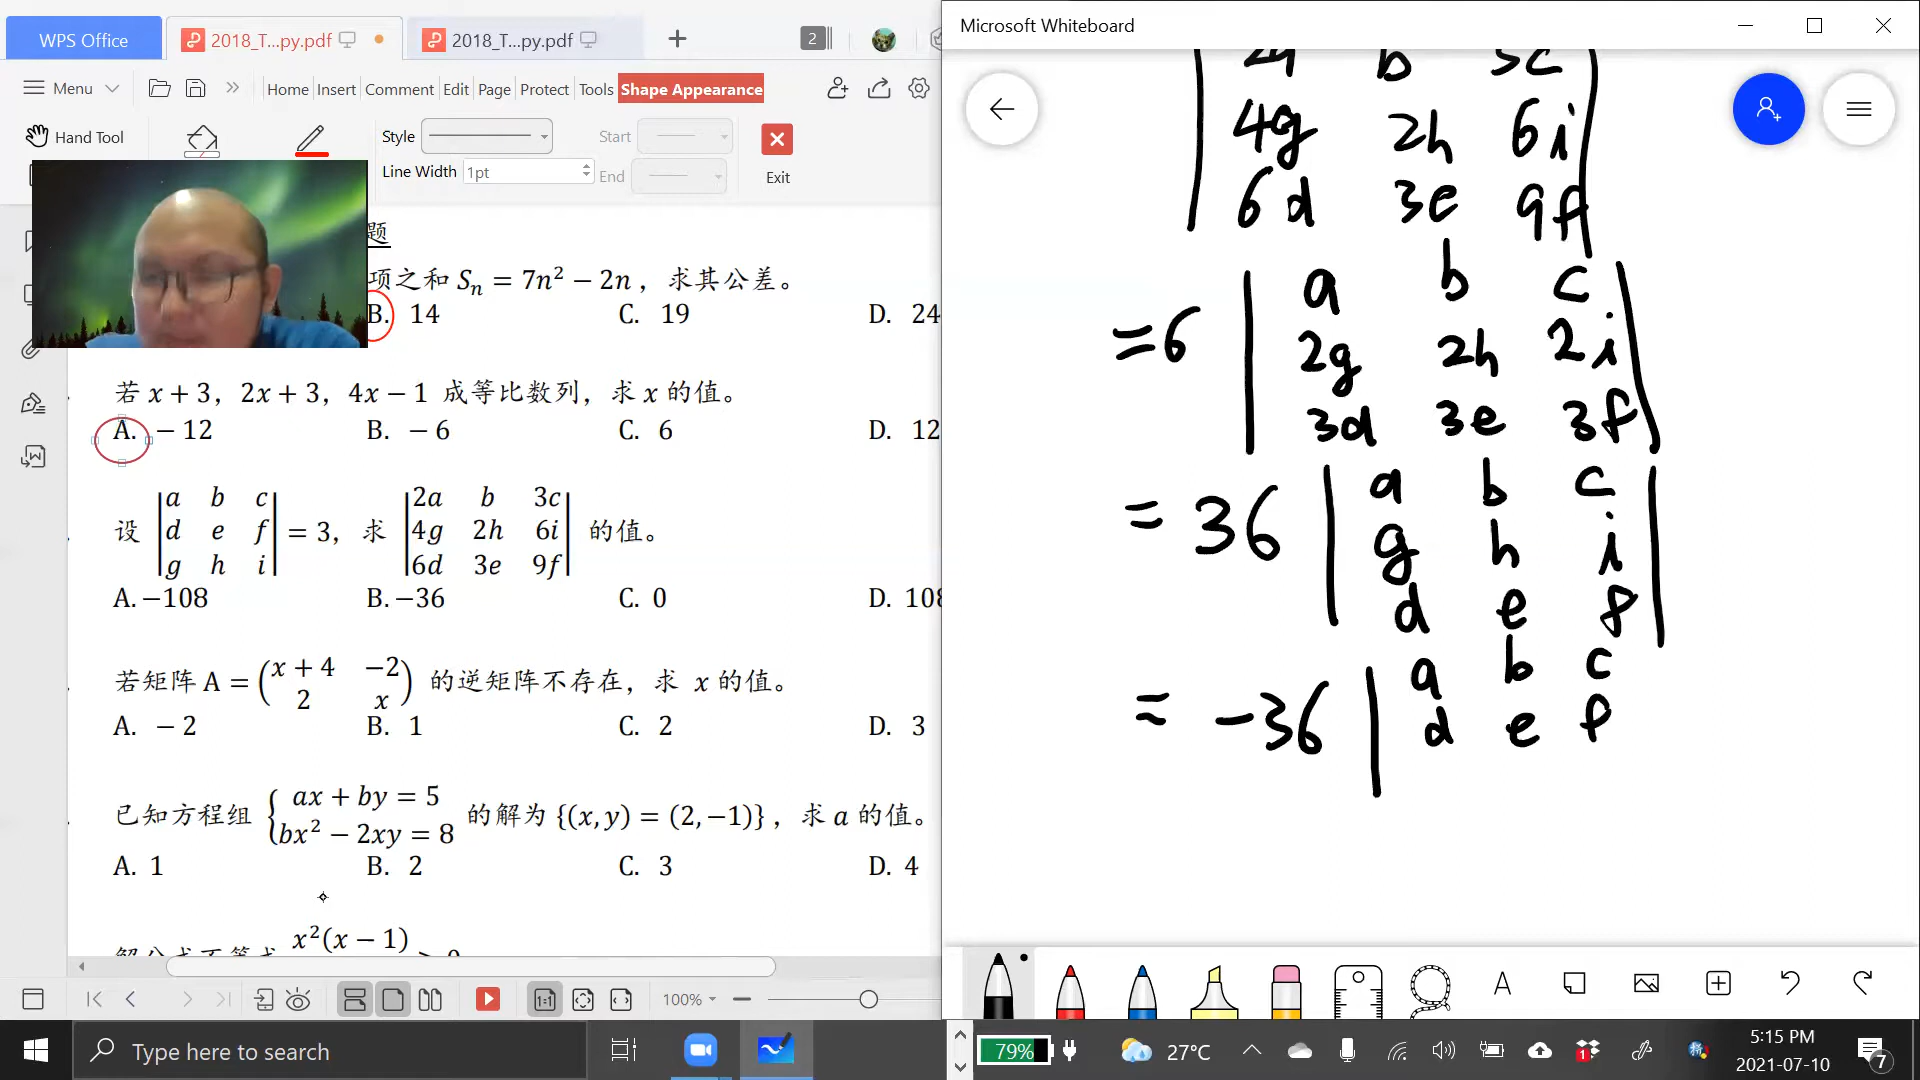 WPS Office
2018_T...py.pdf
2018_T...py.pdf
2
Menu
Home Insert Comment Edit Page Protect Tools Shape Appearance
Hand Tool
Style
Start
Line Width 1pt
End
Exit
题
项之和 Sₙ = 7n² − 2n，求其公差。
B. 14 C. 19 D. 24
若 x + 3，2x + 3，4x − 1 成等比数列，求 x 的值。
A. − 12 B. − 6 C. 6 D. 12
设 |a b c; d e f; g h i| = 3，求 |2a b 3c; 4g 2h 6i; 6d 3e 9f| 的值。
A. −108 B. −36 C. 0 D. 108
若矩阵 A = (x + 4 −2; 2 x) 的逆矩阵不存在，求 x 的值。
A. − 2 B. 1 C. 2 D. 3
已知方程组 {ax + by = 5; bx² − 2xy = 8 的解为 {(x, y) = (2, −1)}，求 a 的值。
A. 1 B. 2 C. 3 D. 4
x²(x − 1)
100%
Microsoft Whiteboard
b 3c
4g 2h 6i
6d 3e 9f
a b c
=6 2g 2h 2i
3d 3e 3f
a b c
= 36 g h i
d e f
a b c
= -36 d e f
Type here to search
79%
27°C
5:15 PM
2021-07-10
1
7